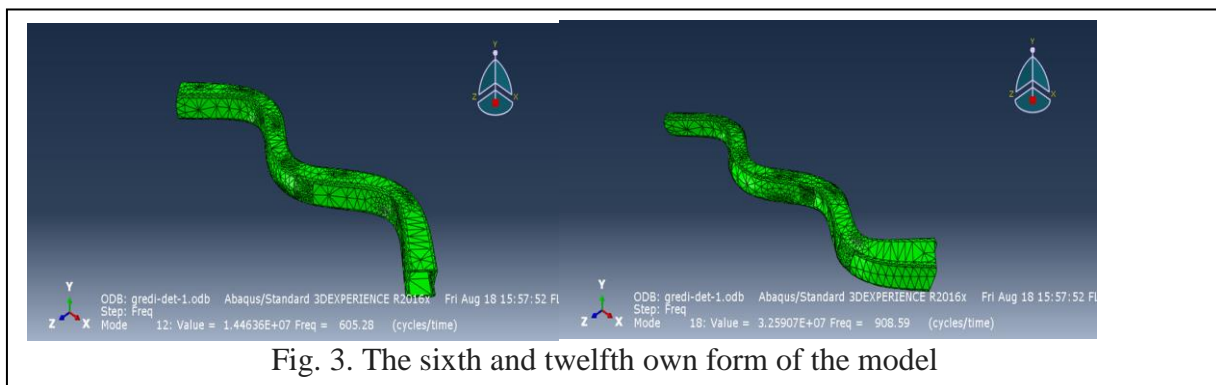 Y
Z X
Y
Z X
ODB: gredi-det-1.odb Abaqus/Standard 3DEXPERIENCE R2016x Fri Aug 18 15:57:52 FL
Step: Freq
Mode 12: Value = 1.44636E+07 Freq = 605.28 (cycles/time)
Y
Z X
Y
Z X
ODB: gredi-det-1.odb Abaqus/Standard 3DEXPERIENCE R2016x Fri Aug 18 15:57:52 FL
Step: Freq
Mode 18: Value = 3.25907E+07 Freq = 908.59 (cycles/time)
Fig. 3. The sixth and twelfth own form of the model